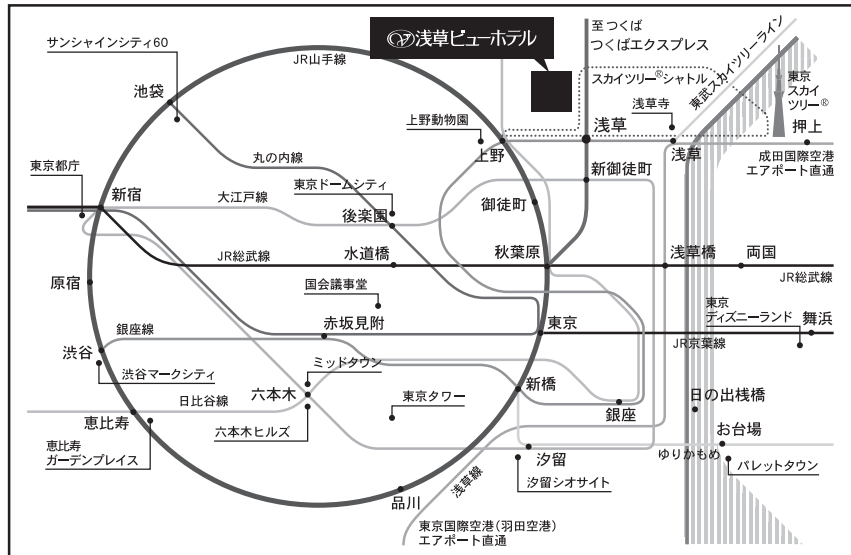 サンシャインシティ60
JR山手線
浅草ビューホテル
至つくば
つくばエクスプレス
スカイツリー®シャトル
東武スカイツリーライン
東京
スカイ
ツリー®
池袋
上野動物園
浅草寺
浅草
浅草
押上
上野
丸の内線
成田国際空港
エアポート直通
東京都庁
新宿
大江戸線
東京ドームシティ
後楽園
新御徒町
御徒町
JR総武線
水道橋
秋葉原
浅草橋
両国
JR総武線
原宿
国会議事堂
銀座線
赤坂見附
東京
東京
ディズニーランド
舞浜
JR京葉線
渋谷
渋谷マークシティ
ミッドタウン
六本木
新橋
日比谷線
東京タワー
銀座
日の出桟橋
恵比寿
六本木ヒルズ
恵比寿
ガーデンプレイス
汐留
お台場
ゆりかもめ
浅草線
汐留シオサイト
パレットタウン
品川
東京国際空港(羽田空港)
エアポート直通